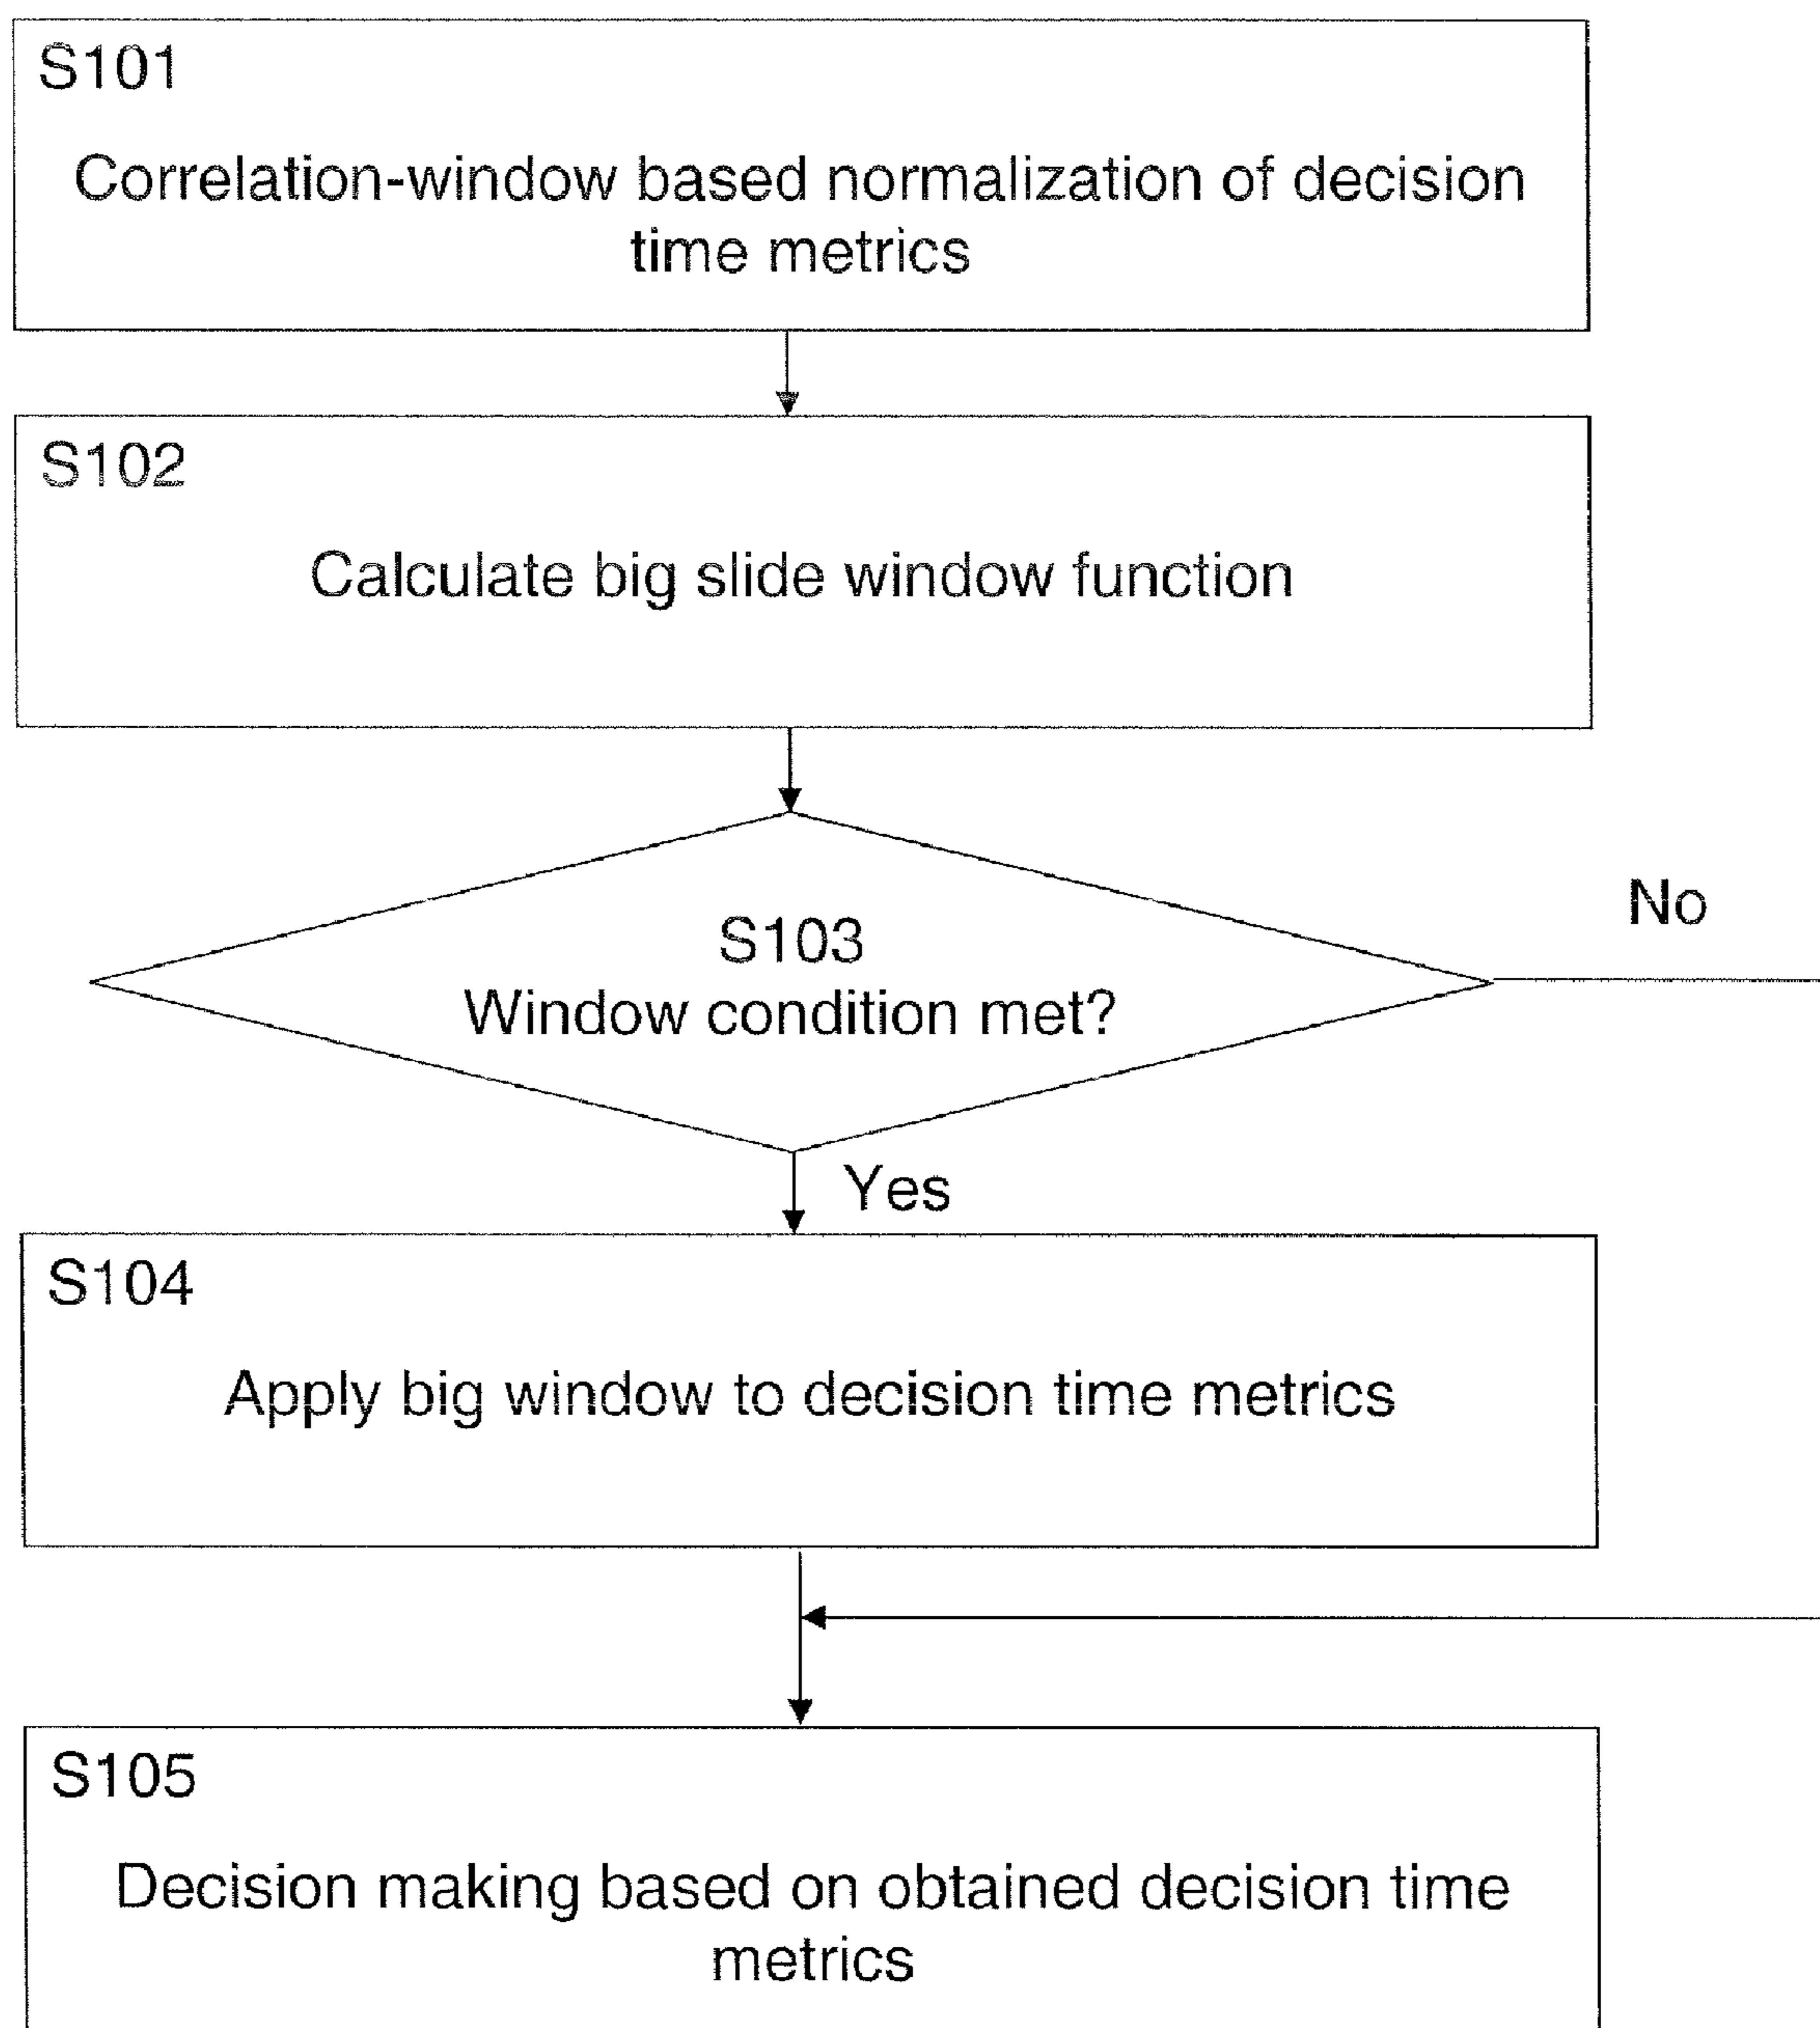 S101
Correlation-window based normalization of decision
time metrics
S102
Calculate big slide window function
S103
Window condition met?
No
Yes
S104
Apply big window to decision time metrics
S105
Decision making based on obtained decision time
metrics